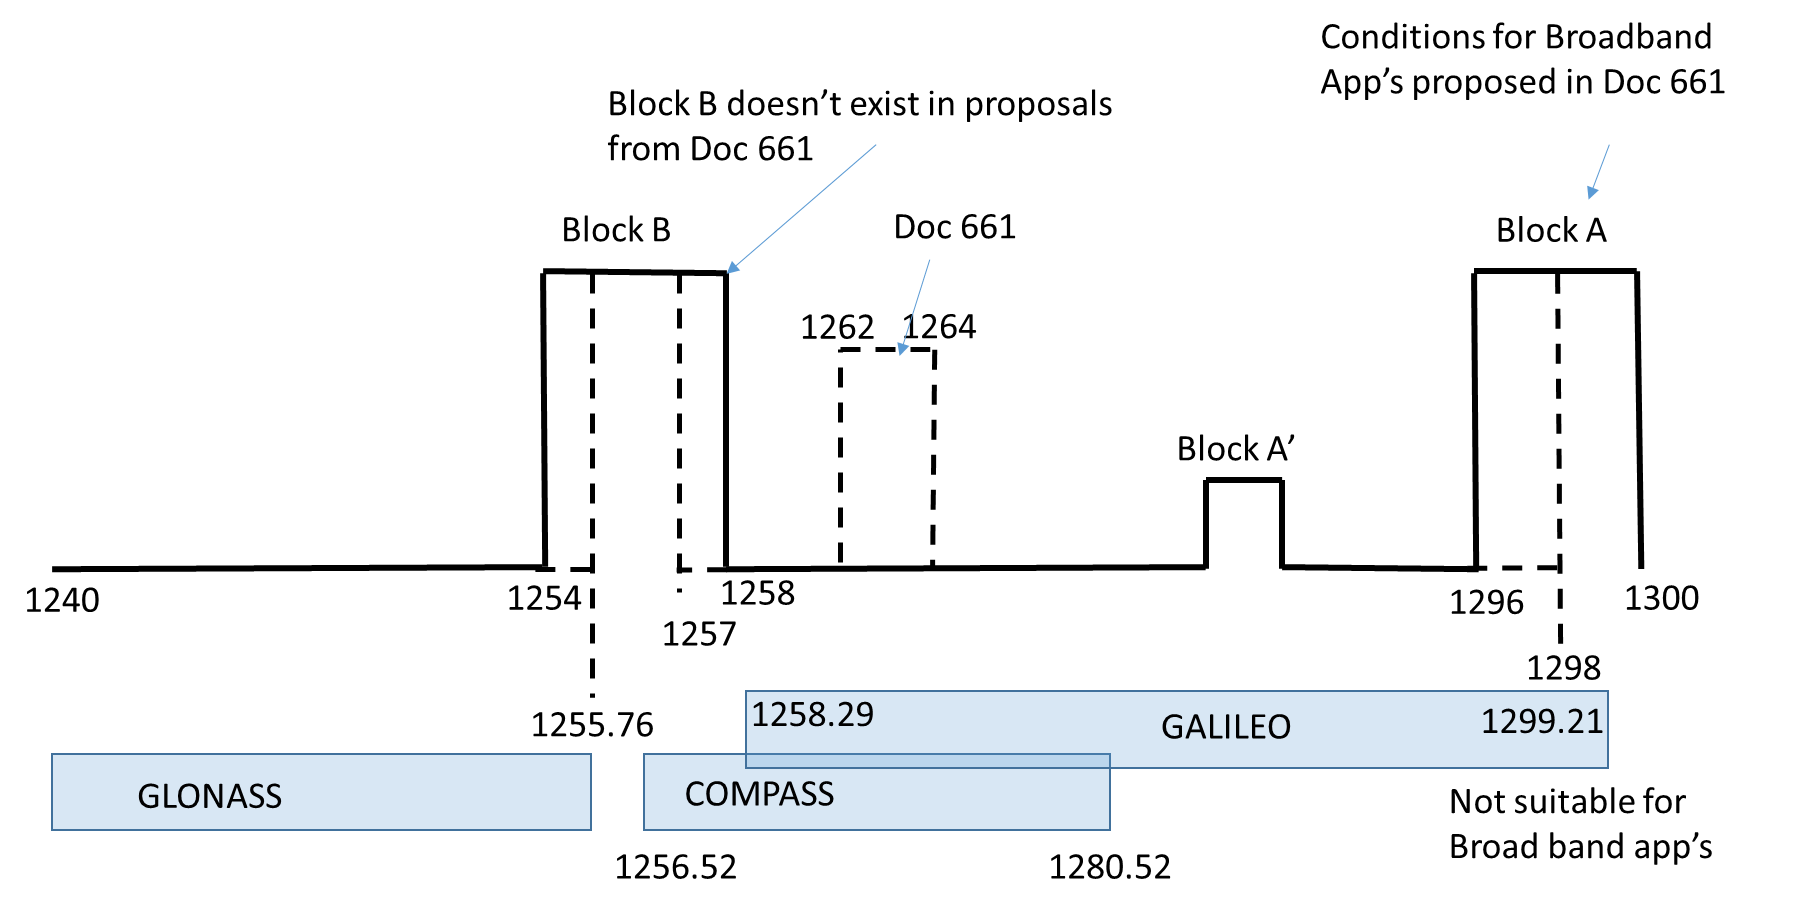 Conditions for Broadband
App’s proposed in Doc 661
Block B doesn’t exist in proposals
from Doc 661
Block B
Doc 661
Block A
1262
1264
Block A’
1240
1254
1258
1257
1296
1300
1298
1255.76
1258.29
GALILEO
1299.21
GLONASS
COMPASS
Not suitable for
Broad band app’s
1256.52
1280.52